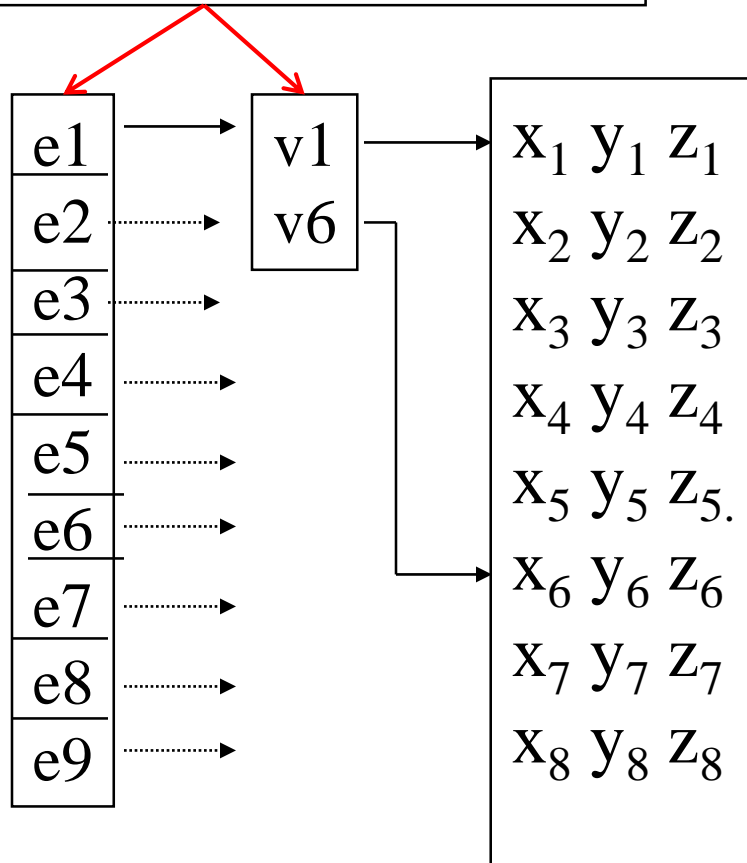 e1
e2
e3
e4
e5
e6
e7
e8
e9
v1
v6
x₁ y₁ z₁
x₂ y₂ z₂
x₃ y₃ z₃
x₄ y₄ z₄
x₅ y₅ z₅.
x₆ y₆ z₆
x₇ y₇ z₇
x₈ y₈ z₈